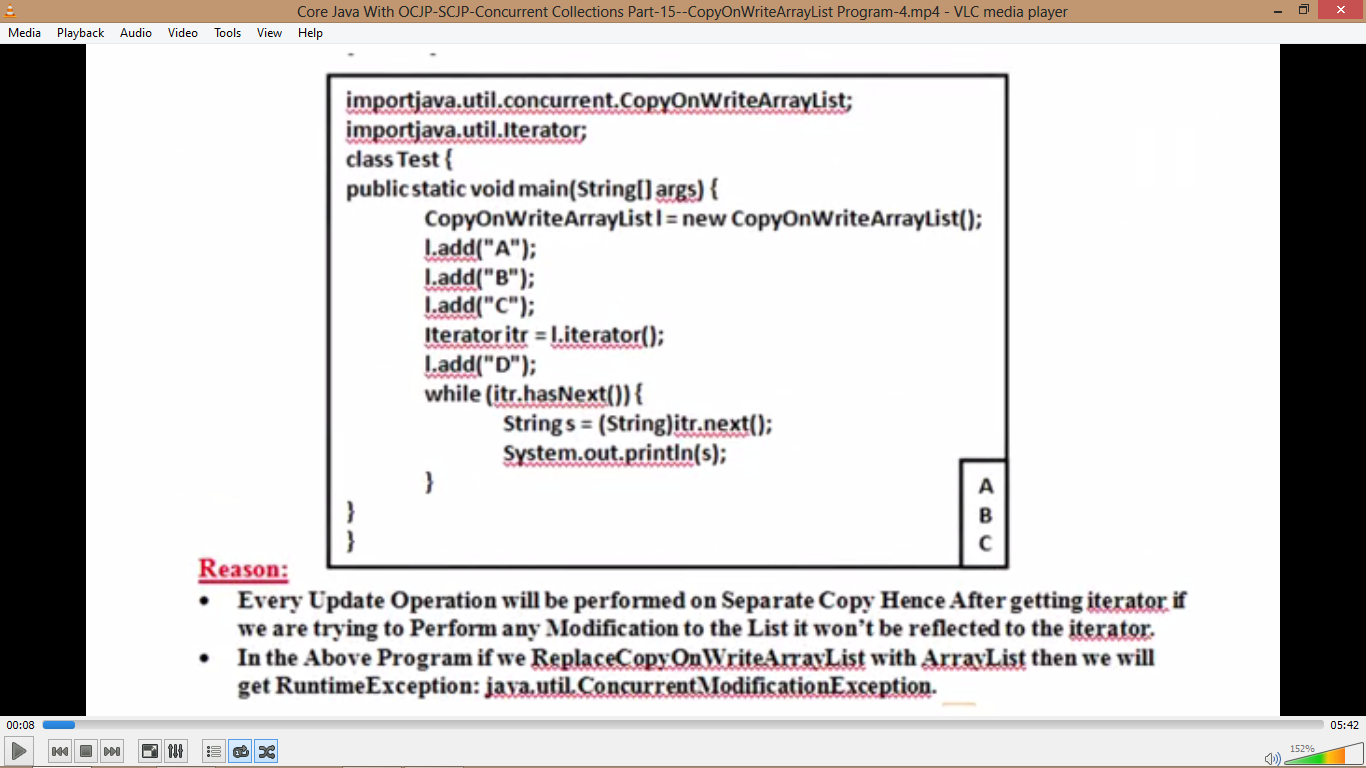 Core Java With OCJP-SCJP-Concurrent Collections Part-15--CopyOnWriteArrayList Program-4.mp4 - VLC media player
Media Playback Audio Video Tools View Help
importjava.util.concurrent.CopyOnWriteArrayList;
importjava.util.Iterator;
class Test {
public static void main(String[] args) {
CopyOnWriteArrayList l = new CopyOnWriteArrayList();
l.add("A");
l.add("B");
l.add("C");
Iterator itr = l.iterator();
l.add("D");
while (itr.hasNext()) {
String s = (String)itr.next();
System.out.println(s);
}
}
}
A
B
C
Reason:
• Every Update Operation will be performed on Separate Copy Hence After getting iterator if
we are trying to Perform any Modification to the List it won't be reflected to the iterator.
• In the Above Program if we ReplaceCopyOnWriteArrayList with ArrayList then we will
get RuntimeException: java.util.ConcurrentModificationException.
00:08 05:42
152%